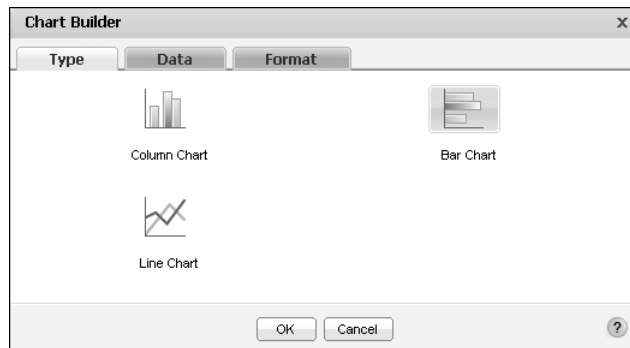 Chart Builder x
Type Data Format
Column Chart Bar Chart
Line Chart
OK Cancel ?